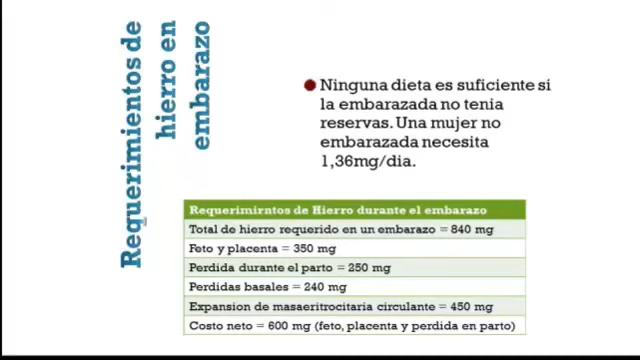 Requerimientos de
hierro en
embarazo
Ninguna dieta es suficiente si
la embarazada no tenia
reservas. Una mujer no
embarazada necesita
1,36mg/dia.
Requerimirntos de Hierro durante el embarazo
Total de hierro requerido en un embarazo = 840 mg
Feto y placenta = 350 mg
Perdida durante el parto = 250 mg
Perdidas basales = 240 mg
Expansion de masaeritrocitaria circulante = 450 mg
Costo neto = 600 mg (feto, placenta y perdida en parto)